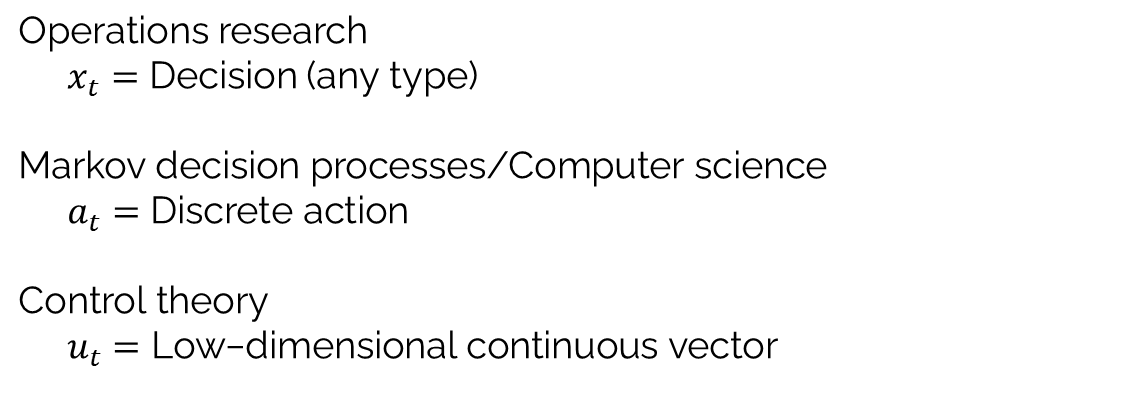 Operations research
x_t = Decision (any type)
Markov decision processes/Computer science
a_t = Discrete action
Control theory
u_t = Low-dimensional continuous vector